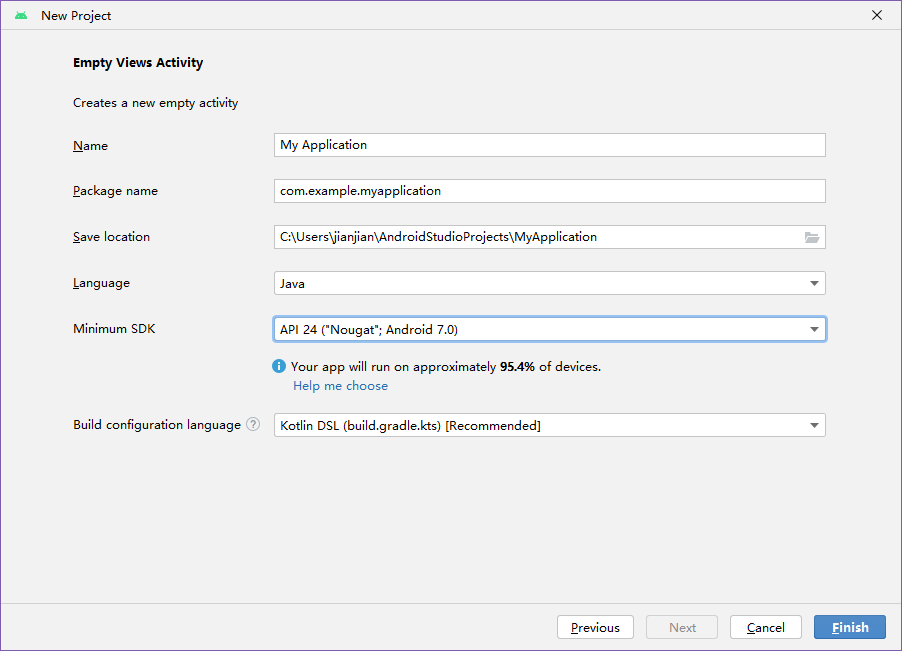 New Project
Empty Views Activity
Creates a new empty activity
Name My Application
Package name com.example.myapplication
Save location C:\Users\jianjian\AndroidStudioProjects\MyApplication
Language Java
Minimum SDK API 24 ("Nougat"; Android 7.0)
Your app will run on approximately 95.4% of devices.
Help me choose
Build configuration language ? Kotlin DSL (build.gradle.kts) [Recommended]
Previous Next Cancel Finish